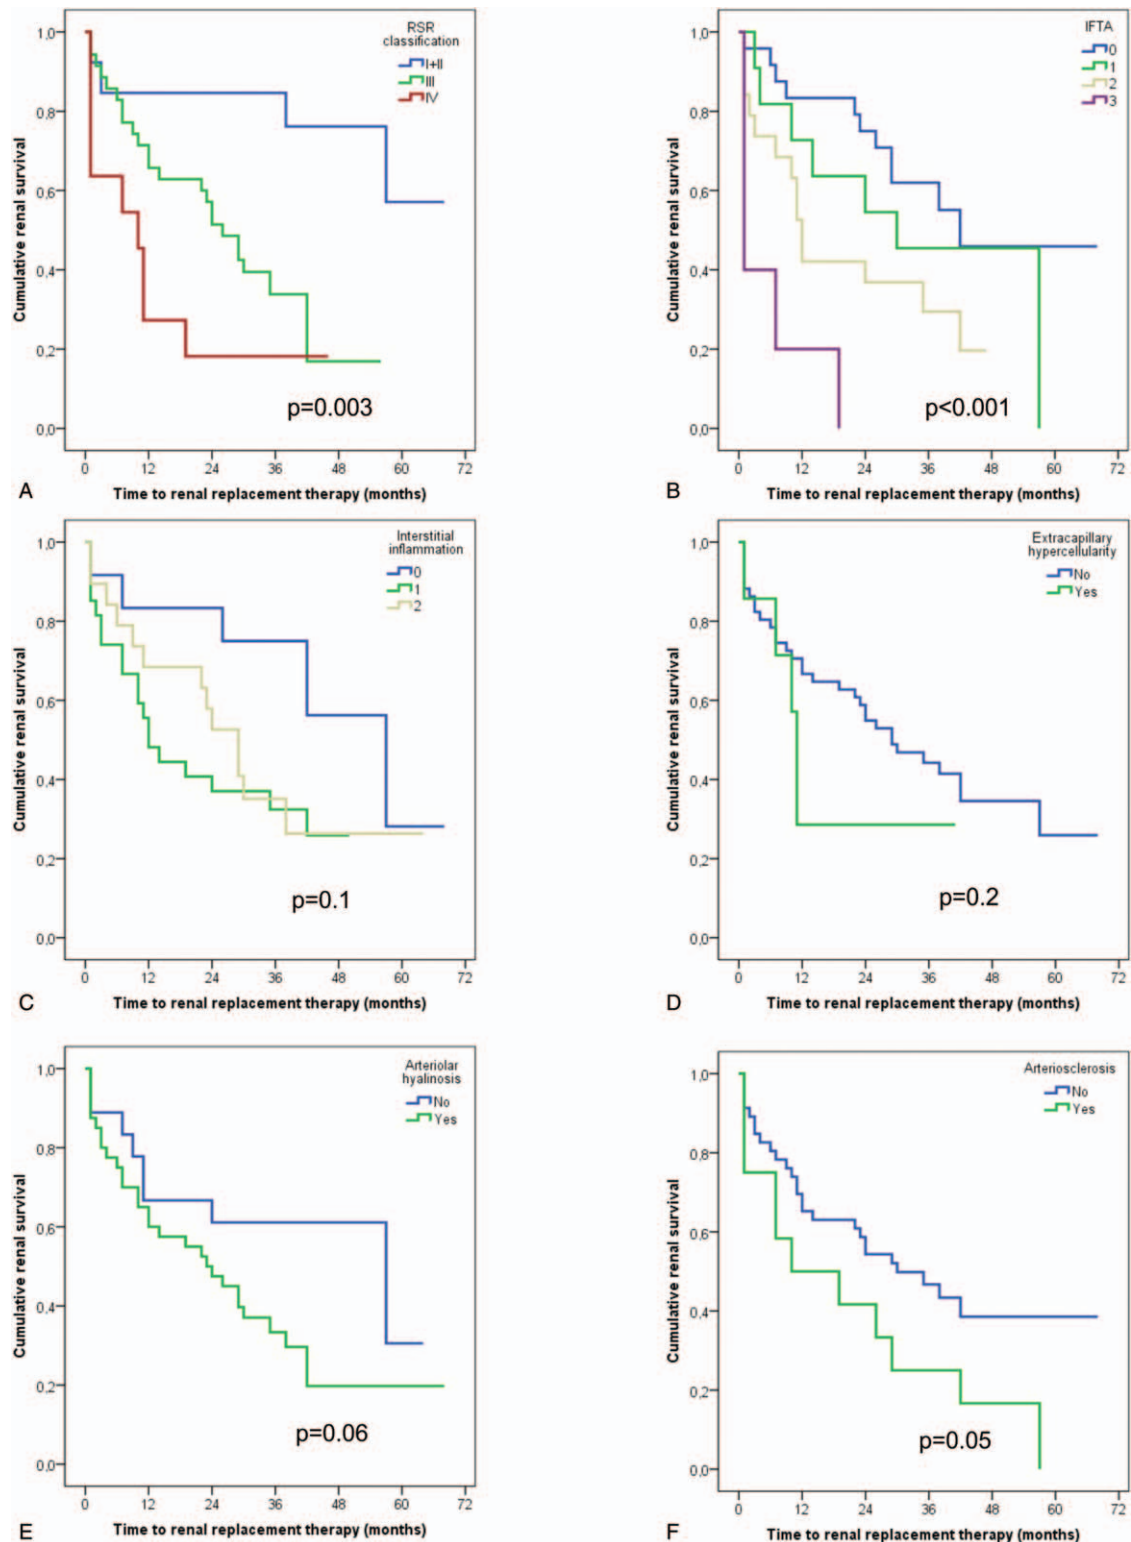 RSR
classification
I+II
III
IV
1,0
0,8
0,6
0,4
0,2
0,0
Cumulative renal survival
p=0.003
0 12 24 36 48 60 72
Time to renal replacement therapy (months)
A
IFTA
0
1
2
3
1,0
0,8
0,6
0,4
0,2
0,0
Cumulative renal survival
p<0.001
0 12 24 36 48 60 72
Time to renal replacement therapy (months)
B
Interstitial
inflammation
0
1
2
1,0
0,8
0,6
0,4
0,2
0,0
Cumulative renal survival
p=0.1
0 12 24 36 48 60 72
Time to renal replacement therapy (months)
C
Extracapillary
hypercellularity
No
Yes
1,0
0,8
0,6
0,4
0,2
0,0
Cumulative renal survival
p=0.2
0 12 24 36 48 60 72
Time to renal replacement therapy (months)
D
Arteriolar
hyalinosis
No
Yes
1,0
0,8
0,6
0,4
0,2
0,0
Cumulative renal survival
p=0.06
0 12 24 36 48 60 72
Time to renal replacement therapy (months)
E
Arteriosclerosis
No
Yes
1,0
0,8
0,6
0,4
0,2
0,0
Cumulative renal survival
p=0.05
0 12 24 36 48 60 72
Time to renal replacement therapy (months)
F